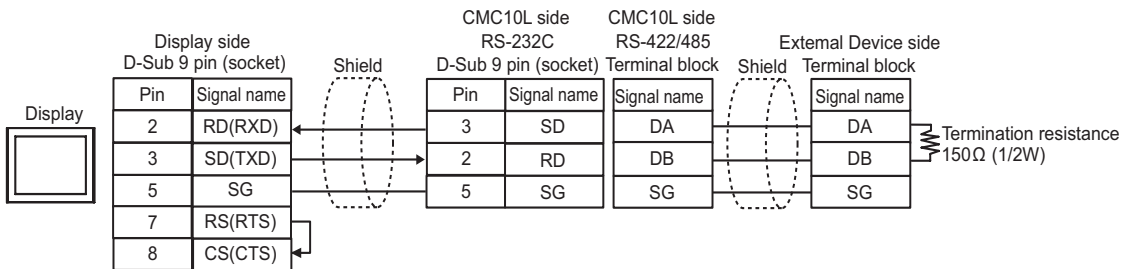 CMC10L side CMC10L side
Display side RS-232C RS-422/485 External Device side
D-Sub 9 pin (socket) Shield D-Sub 9 pin (socket) Terminal block Shield Terminal block
Display
Pin Signal name Pin Signal name Signal name Signal name
2 RD(RXD) 3 SD DA DA
3 SD(TXD) 2 RD DB DB
5 SG 5 SG SG SG
7 RS(RTS)
8 CS(CTS)
Termination resistance
150Ω (1/2W)